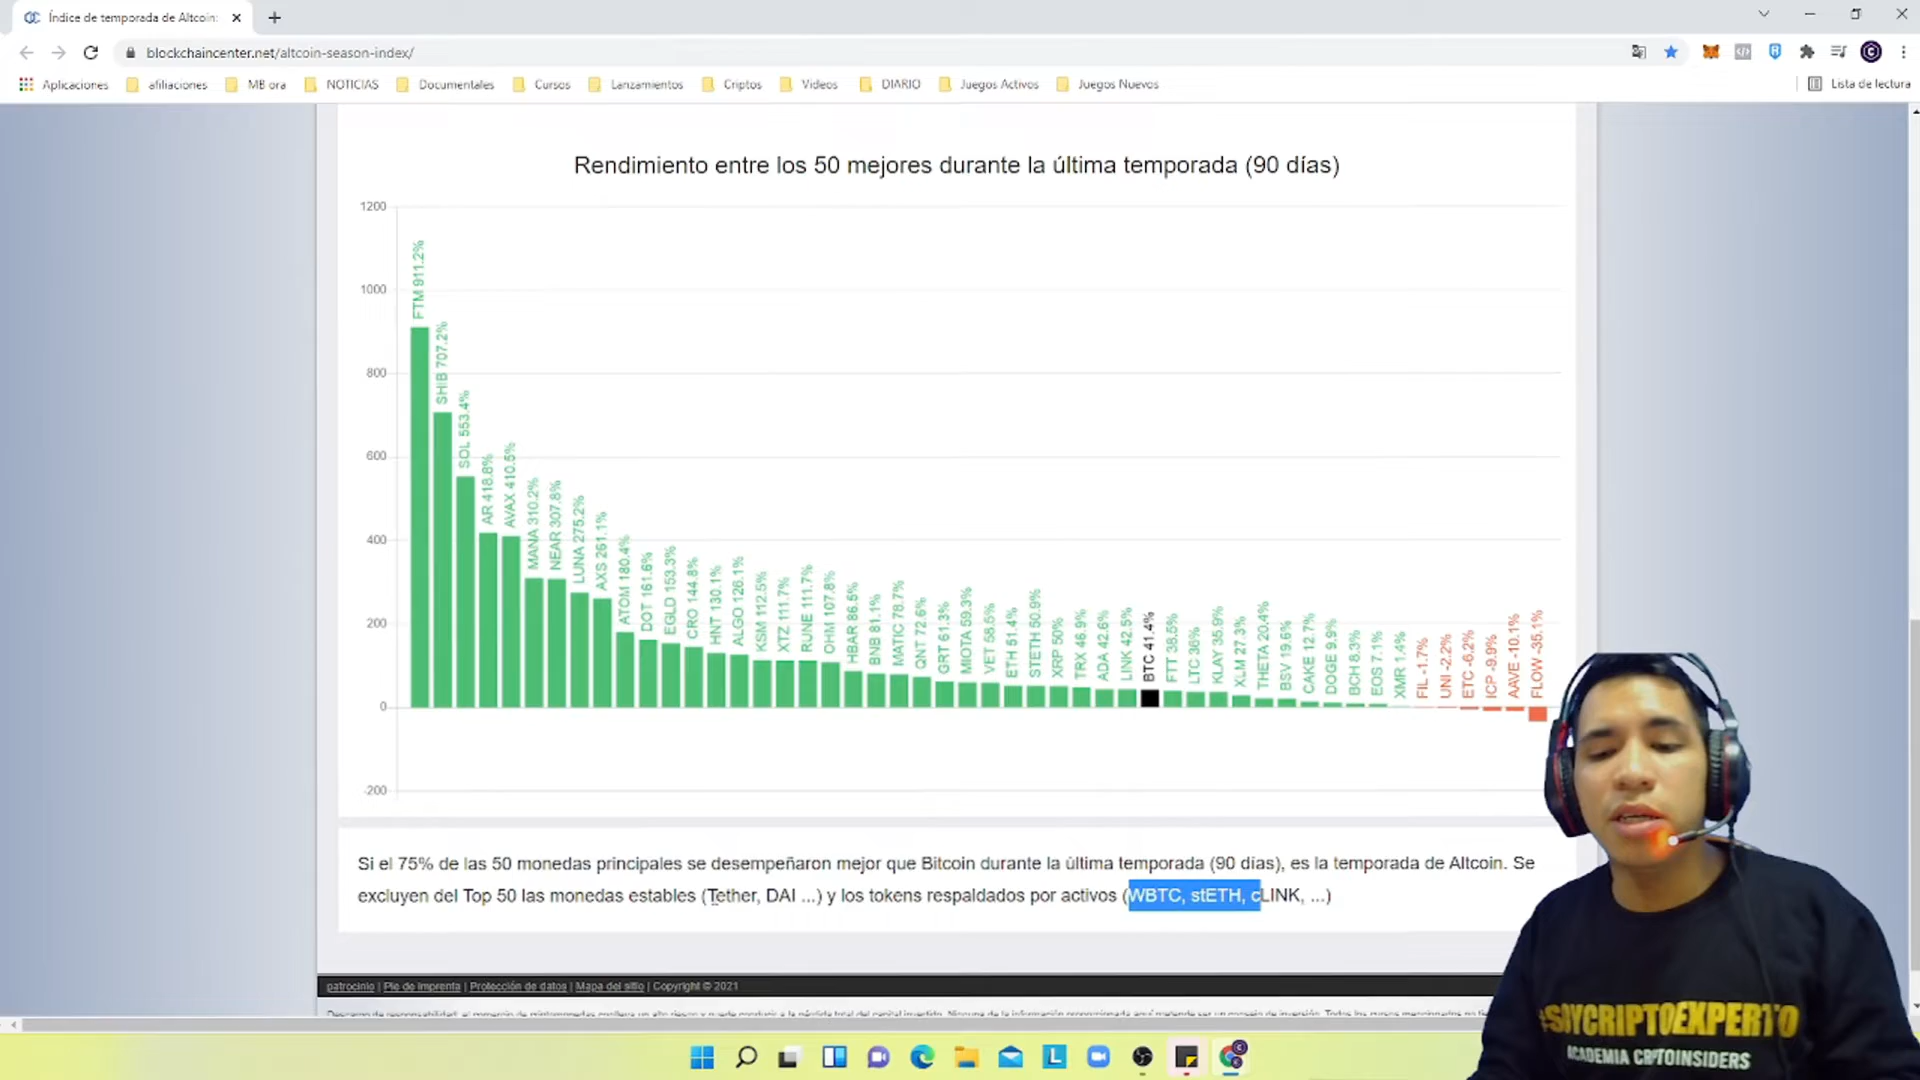 Índice de temporada de Altcoin:
blockchaincenter.net/altcoin-season-index/
Aplicaciones afiliaciones MB ora NOTICIAS Documentales Cursos Lanzamientos Criptos Videos DIARIO Juegos Activos Juegos Nuevos Lista de lectura
Rendimiento entre los 50 mejores durante la última temporada (90 días)
1200
1000
800
600
400
200
0
-200
FTM 911.2%
SHIB 707.2%
SOL 553.4%
AR 418.8%
AVAX 410.5%
MANA 310.2%
NEAR 307.8%
LUNA 275.2%
AXS 261.1%
ATOM 180.4%
DOT 161.6%
EGLD 153.3%
CRO 144.8%
HNT 130.1%
ALGO 126.1%
KSM 112.5%
XTZ 111.7%
RUNE 111.7%
OHM 107.8%
HBAR 86.5%
BNB 81.1%
MATIC 78.7%
QNT 72.6%
GRT 61.3%
MIOTA 59.3%
VET 58.5%
ETH 51.4%
STETH 50.9%
XRP 50%
TRX 46.9%
ADA 42.6%
LINK 42.5%
BTC 41.4%
FTT 38.5%
LTC 36%
KLAY 35.9%
XLM 27.3%
THETA 20.4%
BSV 19.6%
CAKE 12.7%
DOGE 9.9%
BCH 8.3%
EOS 7.1%
XMR 1.4%
FIL -1.7%
UNI -2.2%
ETC -6.2%
ICP -9.9%
AAVE -10.1%
FLOW -35.1%
Si el 75% de las 50 monedas principales se desempeñaron mejor que Bitcoin durante la última temporada (90 días), es la temporada de Altcoin. Se
excluyen del Top 50 las monedas estables (Tether, DAI ...) y los tokens respaldados por activos (WBTC, stETH, cLINK, ...)
patrocinio | Pie de imprenta | Protección de datos | Mapa del sitio | Copyright © 2021
#SOYCRIPTOEXPERTO
ACADEMIA CRIPTOINSIDERS